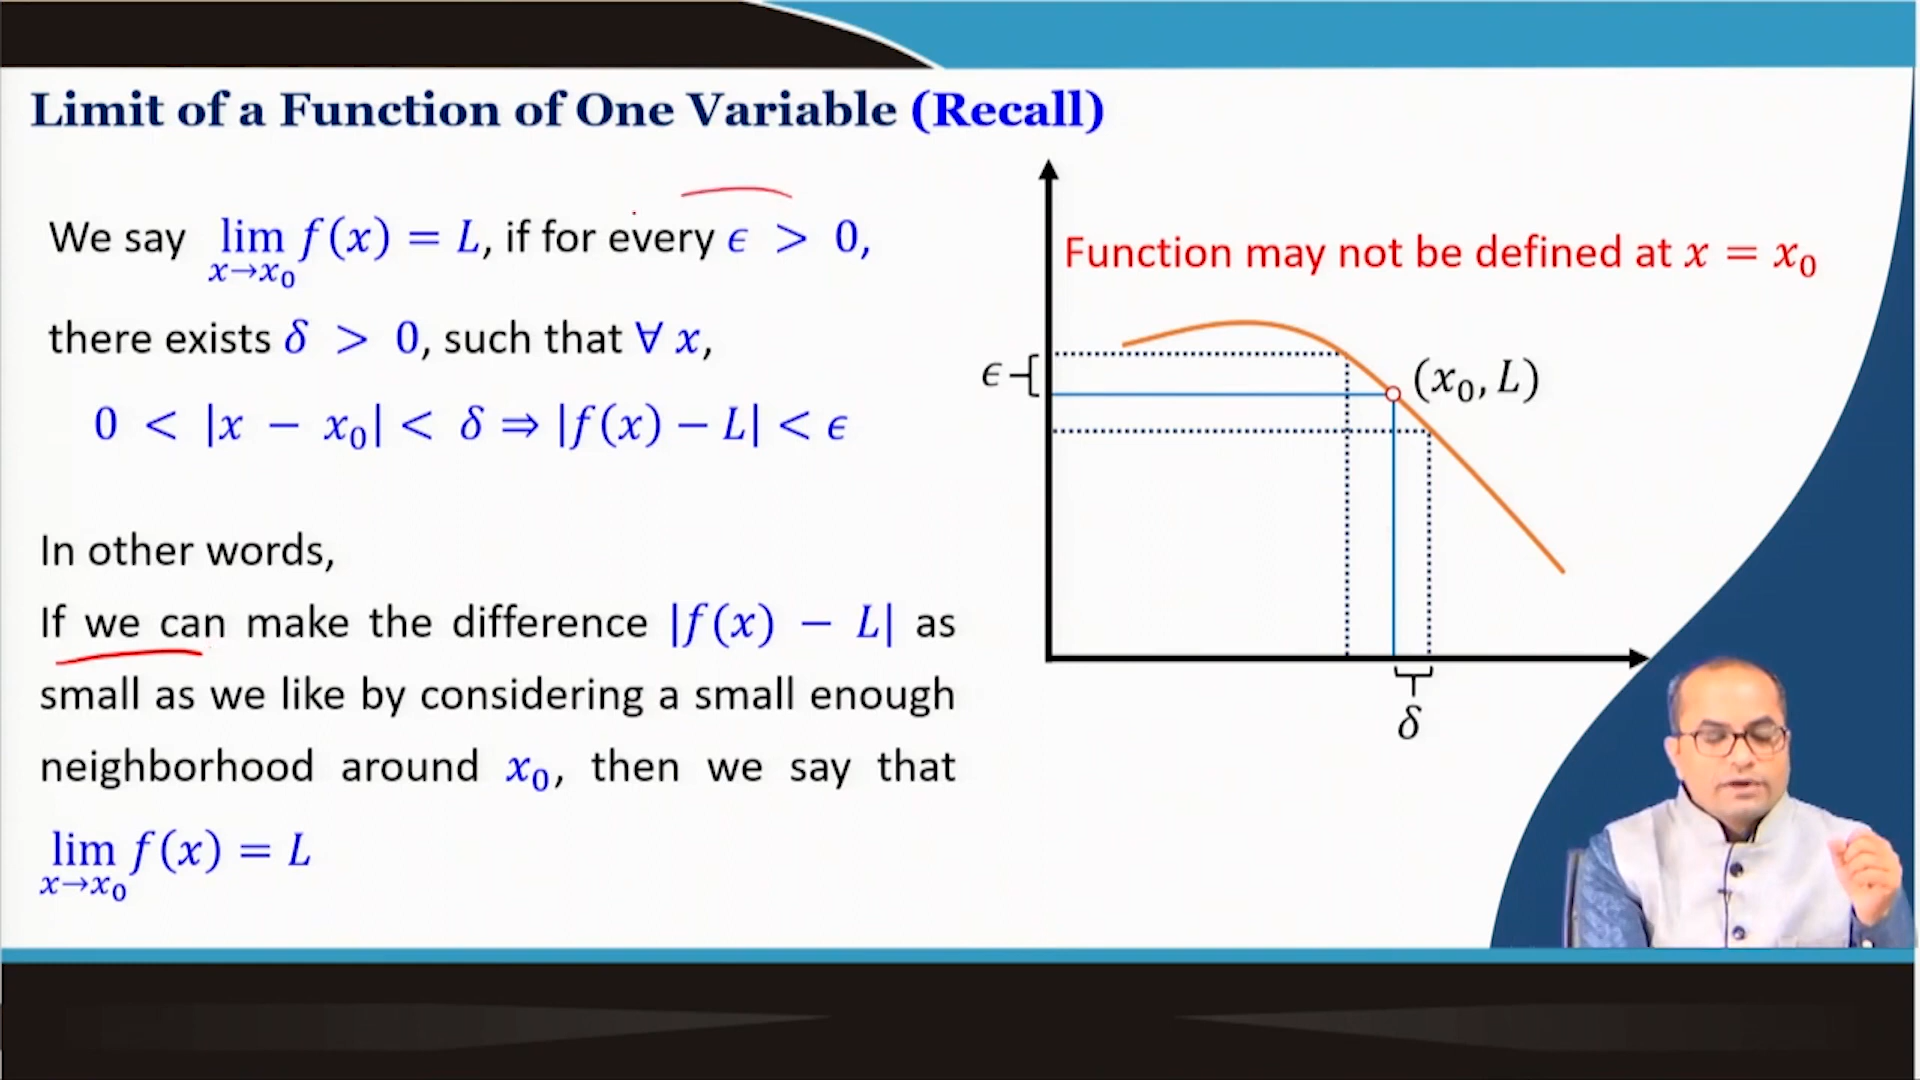 Limit of a Function of One Variable (Recall)
We say lim f(x) = L, if for every ϵ > 0,
x→x₀
there exists δ > 0, such that ∀ x,
0 < |x − x₀| < δ ⇒ |f(x) − L| < ϵ
In other words,
If we can make the difference |f(x) − L| as
small as we like by considering a small enough
neighborhood around x₀, then we say that
lim f(x) = L
x→x₀
Function may not be defined at x = x₀
ϵ
(x₀, L)
δ